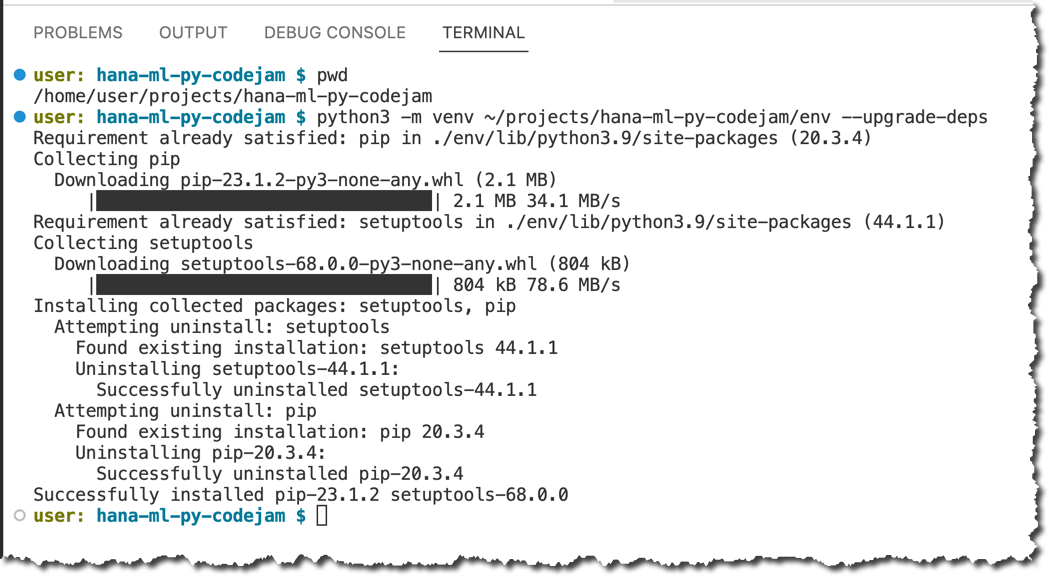 PROBLEMS OUTPUT DEBUG CONSOLE TERMINAL
user: hana-ml-py-codejam $ pwd
/home/user/projects/hana-ml-py-codejam
user: hana-ml-py-codejam $ python3 -m venv ~/projects/hana-ml-py-codejam/env --upgrade-deps
Requirement already satisfied: pip in ./env/lib/python3.9/site-packages (20.3.4)
Collecting pip
  Downloading pip-23.1.2-py3-none-any.whl (2.1 MB)
     |████████████████████████████████| 2.1 MB 34.1 MB/s
Requirement already satisfied: setuptools in ./env/lib/python3.9/site-packages (44.1.1)
Collecting setuptools
  Downloading setuptools-68.0.0-py3-none-any.whl (804 kB)
     |████████████████████████████████| 804 kB 78.6 MB/s
Installing collected packages: setuptools, pip
  Attempting uninstall: setuptools
    Found existing installation: setuptools 44.1.1
    Uninstalling setuptools-44.1.1:
      Successfully uninstalled setuptools-44.1.1
  Attempting uninstall: pip
    Found existing installation: pip 20.3.4
    Uninstalling pip-20.3.4:
      Successfully uninstalled pip-20.3.4
Successfully installed pip-23.1.2 setuptools-68.0.0
user: hana-ml-py-codejam $